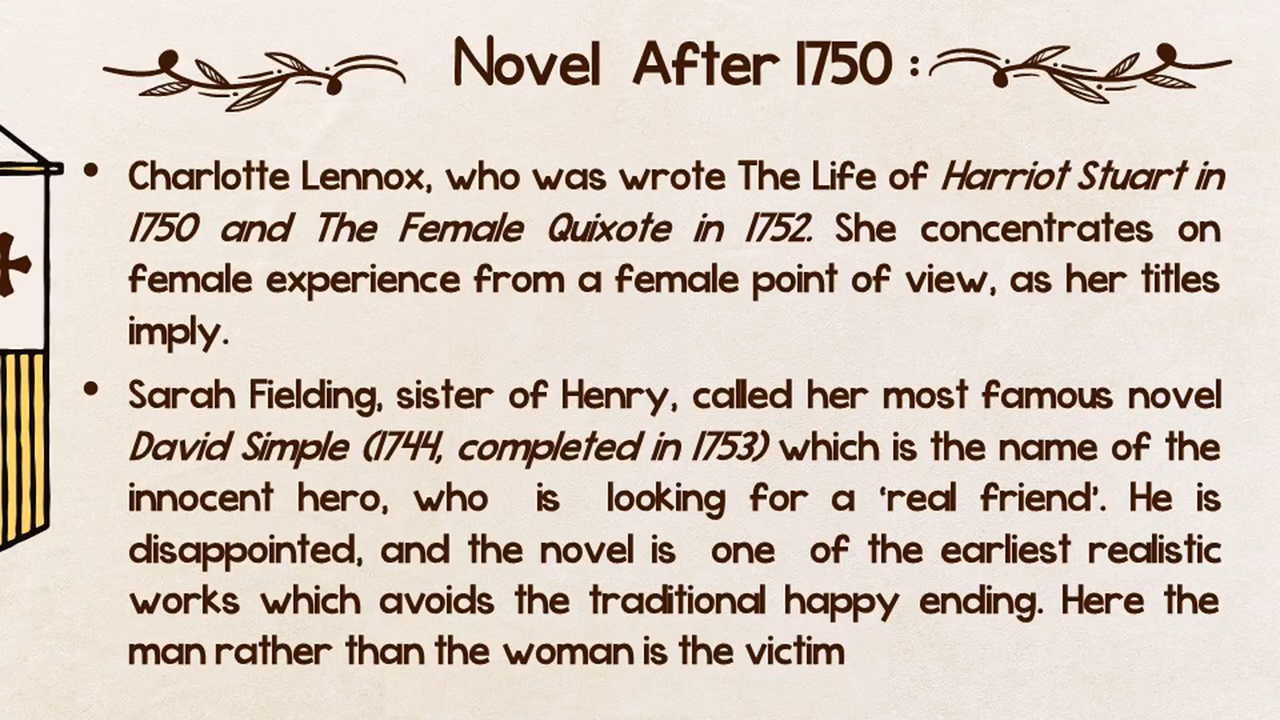 Novel After 1750 :
• Charlotte Lennox, who was wrote The Life of Harriot Stuart in
1750 and The Female Quixote in 1752. She concentrates on
female experience from a female point of view, as her titles
imply.
• Sarah Fielding, sister of Henry, called her most famous novel
David Simple (1744, completed in 1753) which is the name of the
innocent hero, who is looking for a ‘real friend’. He is
disappointed, and the novel is one of the earliest realistic
works which avoids the traditional happy ending. Here the
man rather than the woman is the victim